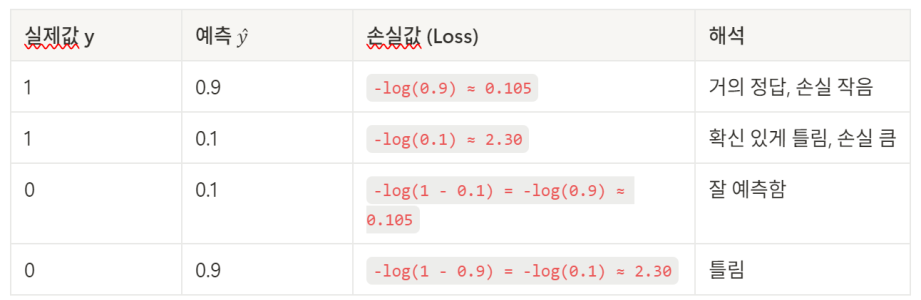 실제값 y 예측 ŷ 손실값 (Loss) 해석
1 0.9 -log(0.9) ≈ 0.105 거의 정답, 손실 작음
1 0.1 -log(0.1) ≈ 2.30 확신 있게 틀림, 손실 큼
0 0.1 -log(1 - 0.1) = -log(0.9) ≈ 잘 예측함
0.105
0 0.9 -log(1 - 0.9) = -log(0.1) ≈ 2.30 틀림